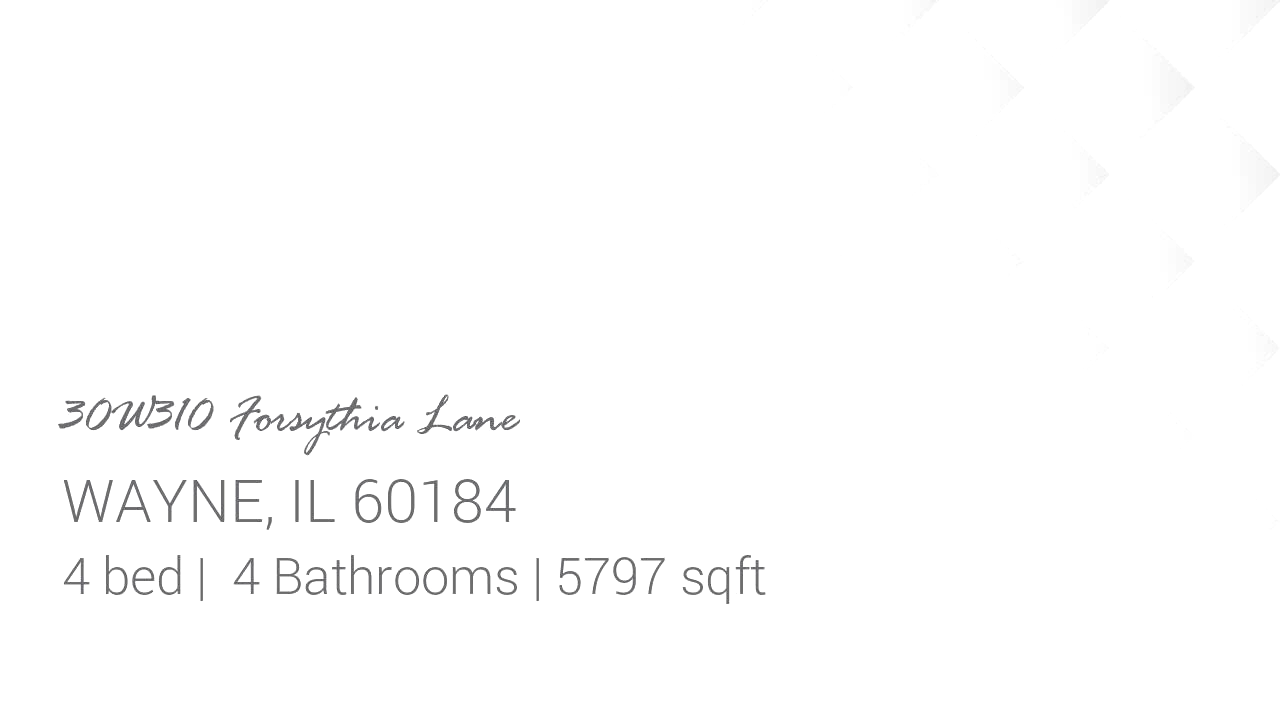 30W310 Forsythia Lane
WAYNE, IL 60184
4 bed | 4 Bathrooms | 5797 sqft